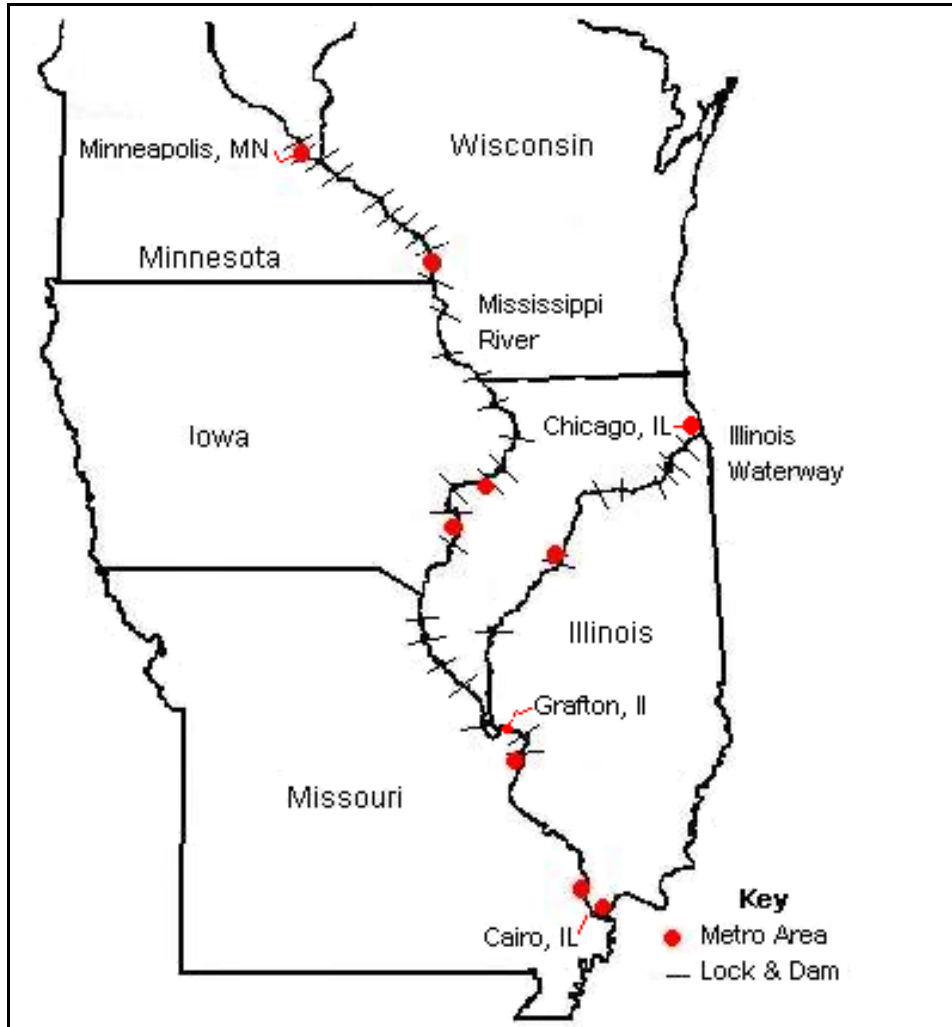 Minneapolis, MN
Wisconsin
Minnesota
Mississippi
River
Iowa
Chicago, IL
Illinois
Waterway
Illinois
Grafton, Il
Missouri
Cairo, IL
Key
Metro Area
Lock & Dam